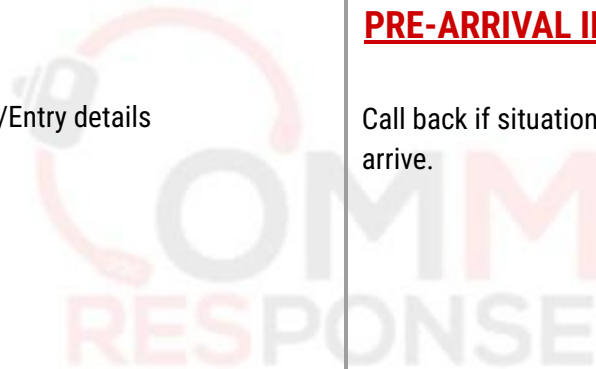 PRE-ARRIVAL
/Entry details
Call back if situation
arrive.
OMM
RESPONSE